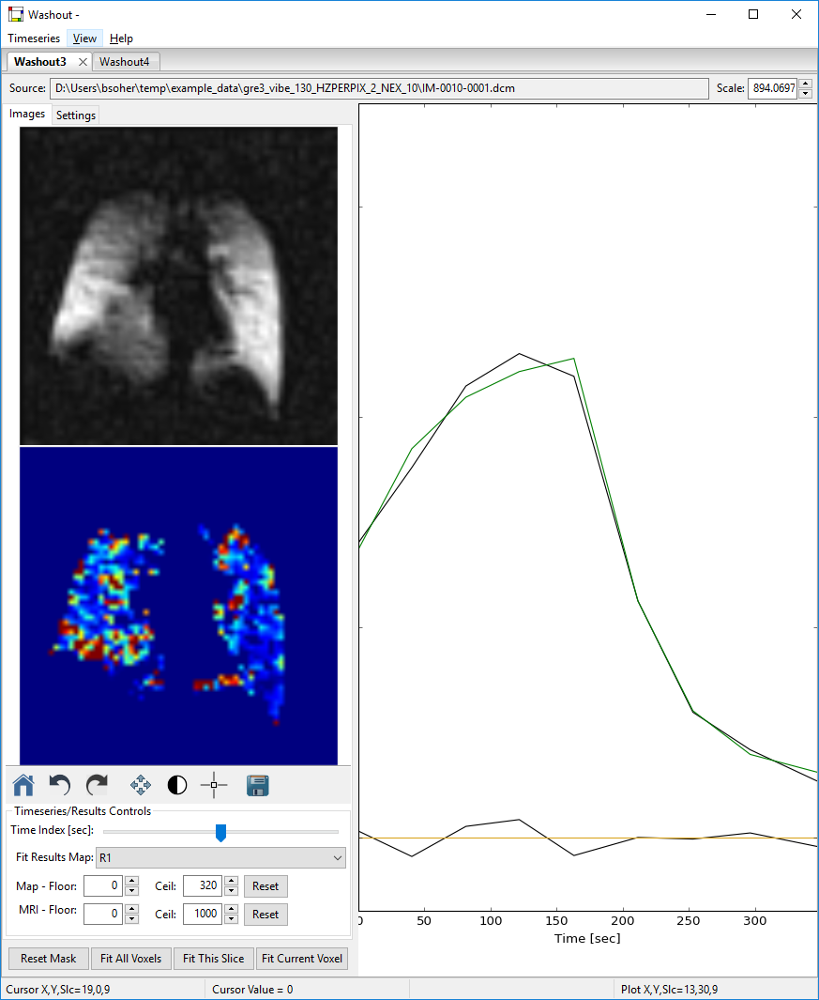 Washout -
Timeseries View Help
Washout3 Washout4
Source: D:\Users\bsoher\temp\example_data\gre3_vibe_130_HZPERPIX_2_NEX_10\IM-0010-0001.dcm Scale: 894.0697
Images Settings
Timeseries/Results Controls
Time Index [sec]:
Fit Results Map: R1
Map - Floor: 0 Ceil: 320 Reset
MRI - Floor: 0 Ceil: 1000 Reset
Reset Mask Fit All Voxels Fit This Slice Fit Current Voxel
0 50 100 150 200 250 300
Time [sec]
Cursor X,Y,Slc=19,0,9 Cursor Value = 0 Plot X,Y,Slc=13,30,9